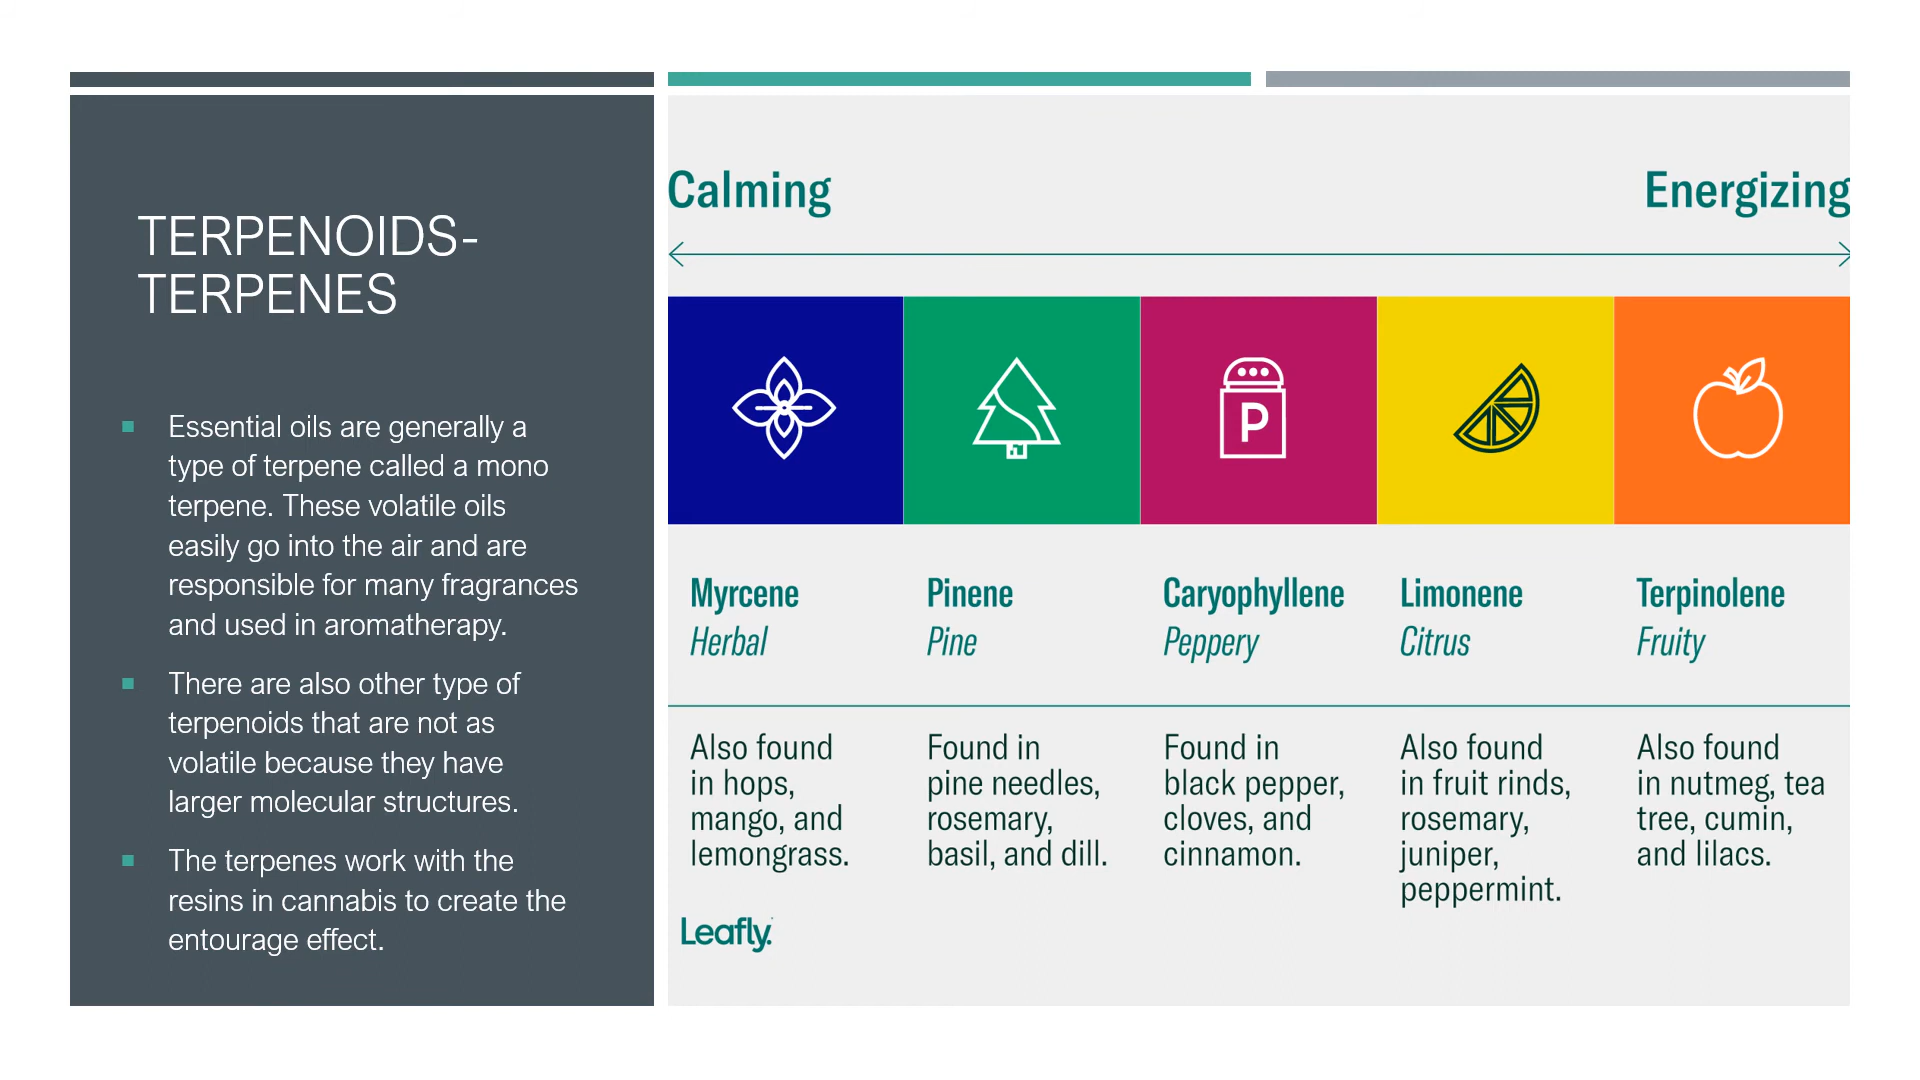 TERPENOIDS-
TERPENES
Essential oils are generally a
type of terpene called a mono
terpene. These volatile oils
easily go into the air and are
responsible for many fragrances
and used in aromatherapy.
There are also other type of
terpenoids that are not as
volatile because they have
larger molecular structures.
The terpenes work with the
resins in cannabis to create the
entourage effect.
Calming
Energizing
P
Myrcene
Herbal
Also found
in hops,
mango, and
lemongrass.
Pinene
Pine
Found in
pine needles,
rosemary,
basil, and dill.
Caryophyllene
Peppery
Found in
black pepper,
cloves, and
cinnamon.
Limonene
Citrus
Also found
in fruit rinds,
rosemary,
juniper,
peppermint.
Terpinolene
Fruity
Also found
in nutmeg, tea
tree, cumin,
and lilacs.
Leafly.